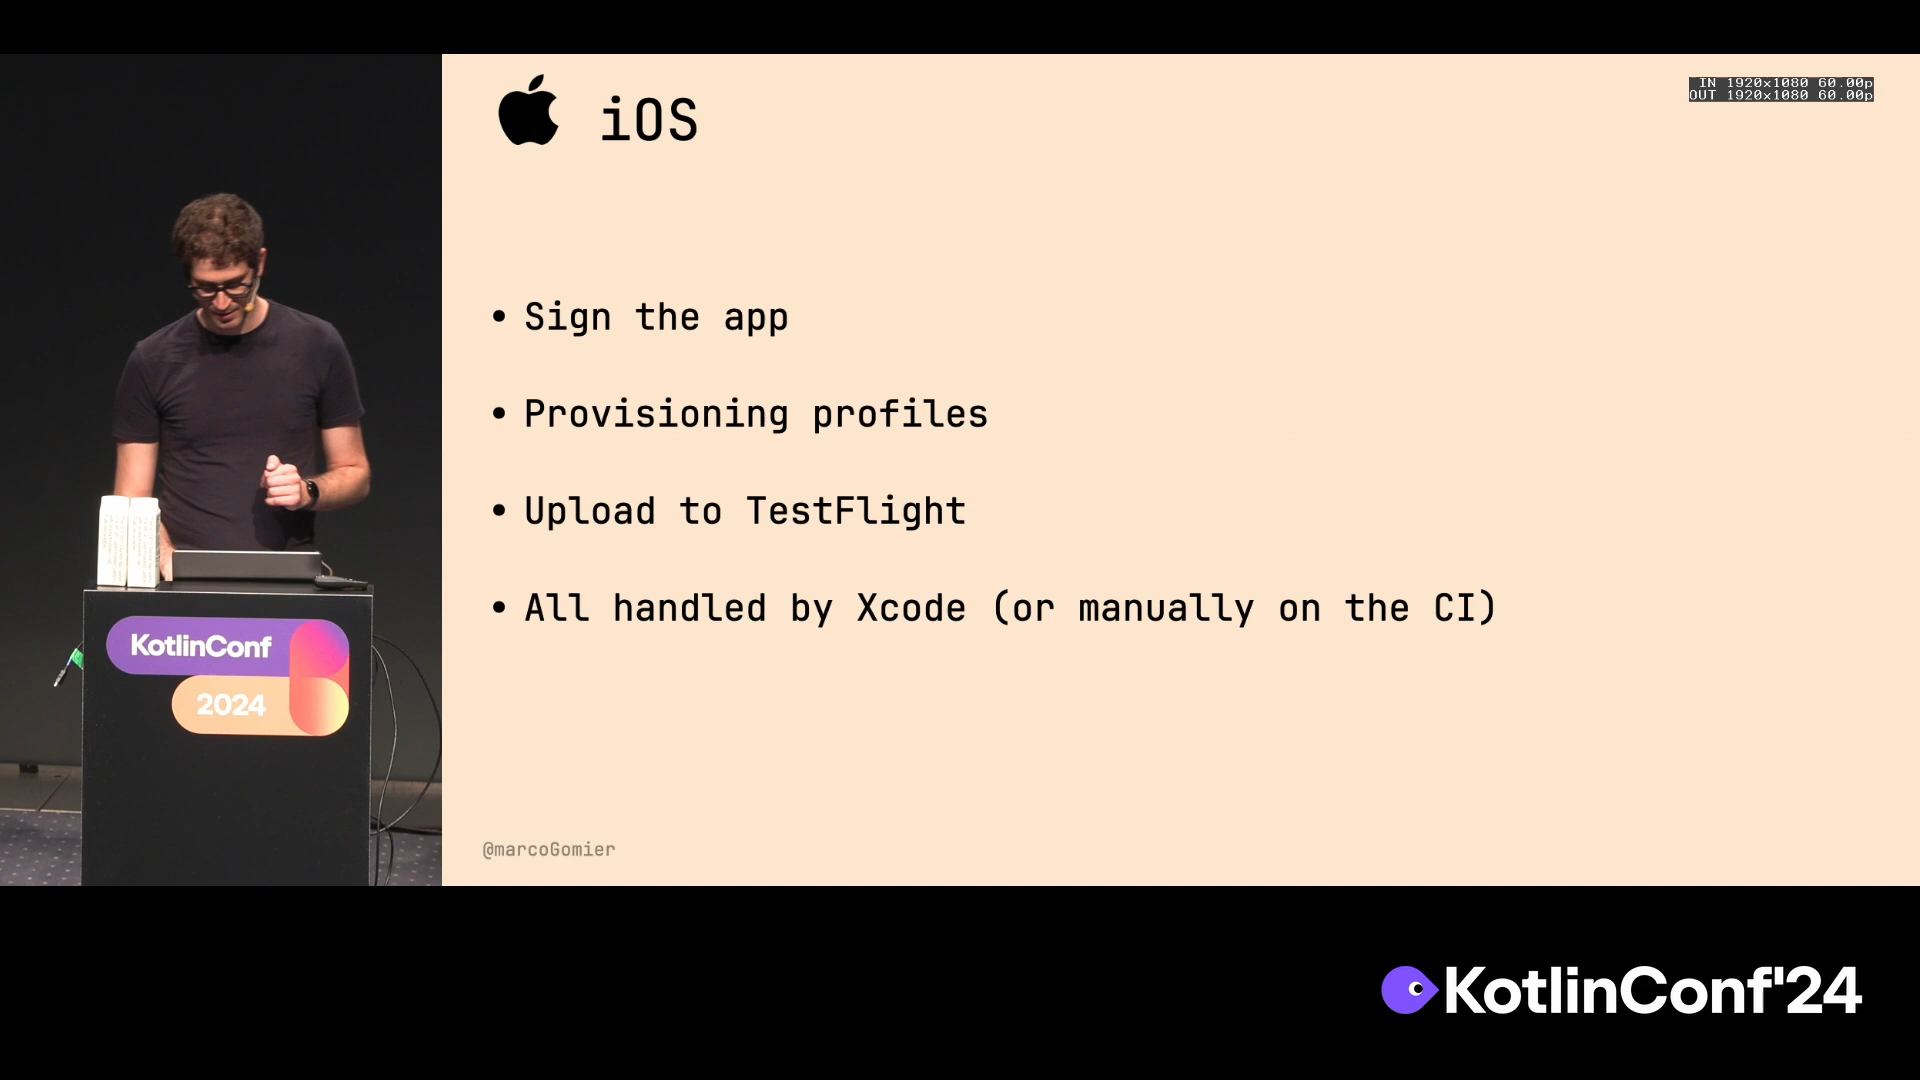 iOS
IN 1920x1080 60.00p
OUT 1920x1080 60.00p
• Sign the app
• Provisioning profiles
• Upload to TestFlight
• All handled by Xcode (or manually on the CI)
KotlinConf
2024
@marcoGomier
KotlinConf'24